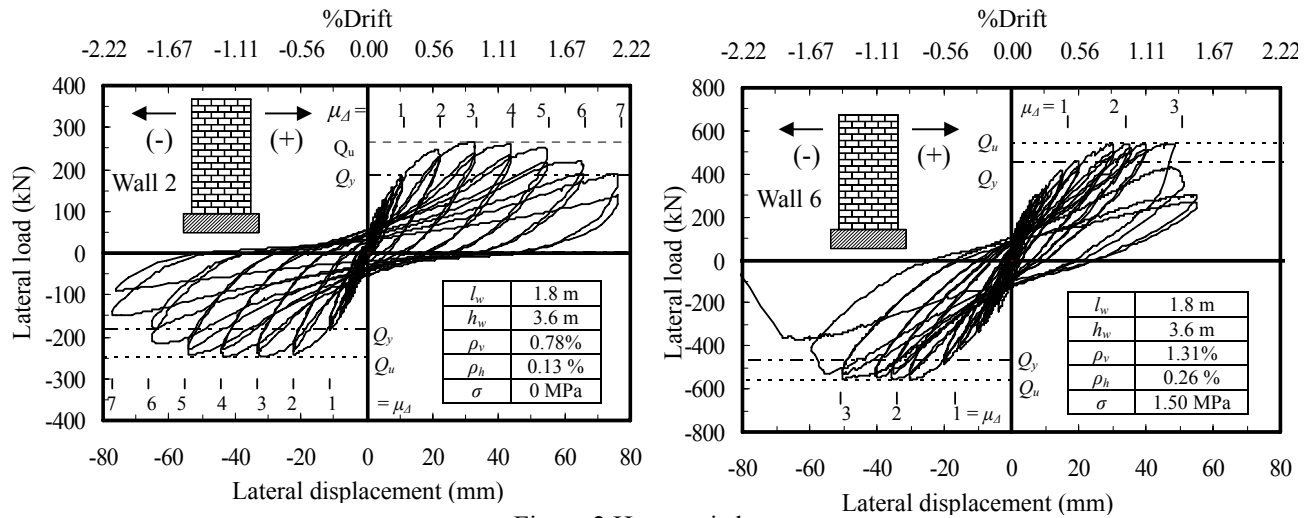 %Drift
-2.22 -1.67 -1.11 -0.56 0.00 0.56 1.11 1.67 2.22
400
300
200
100
0
-100
-200
-300
-400
Lateral load (kN)
(-) (+)
Wall 2
μΔ =
1 2 3 4 5 6 7
Qu
Qy
Qy
Qu
7 6 5 4 3 2 1 = μΔ
lw 1.8 m
hw 3.6 m
ρv 0.78%
ρh 0.13 %
σ 0 MPa
-80 -60 -40 -20 0 20 40 60 80
Lateral displacement (mm)
%Drift
-2.22 -1.67 -1.11 -0.56 0.00 0.56 1.11 1.67 2.22
800
600
400
200
0
-200
-400
-600
-800
Lateral load (kN)
(-) (+)
Wall 6
μΔ = 1 2 3
Qu
Qy
Qy
Qu
3 2 1 = μΔ
lw 1.8 m
hw 3.6 m
ρv 1.31%
ρh 0.26 %
σ 1.50 MPa
-80 -60 -40 -20 0 20 40 60 80
Lateral displacement (mm)